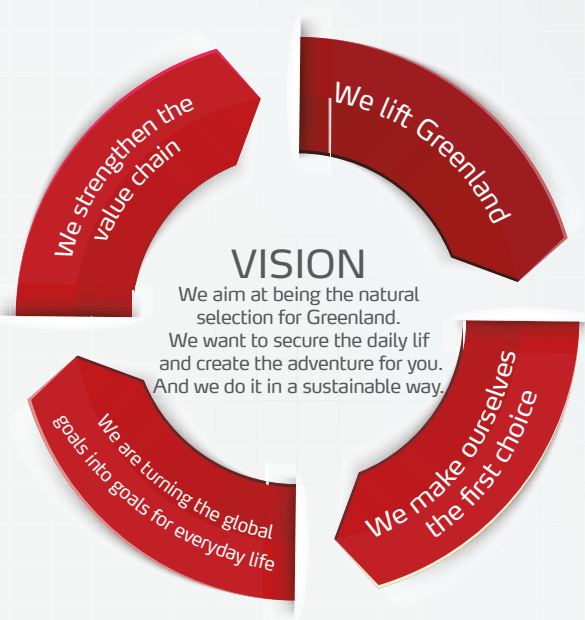 We strengthen the
value chain
We lift Greenland
VISION
We aim at being the natural
selection for Greenland.
We want to secure the daily lif
and create the adventure for you.
And we do it in a sustainable way.
We are turning the global
goals into goals for everyday life
We make ourselves
the first choice